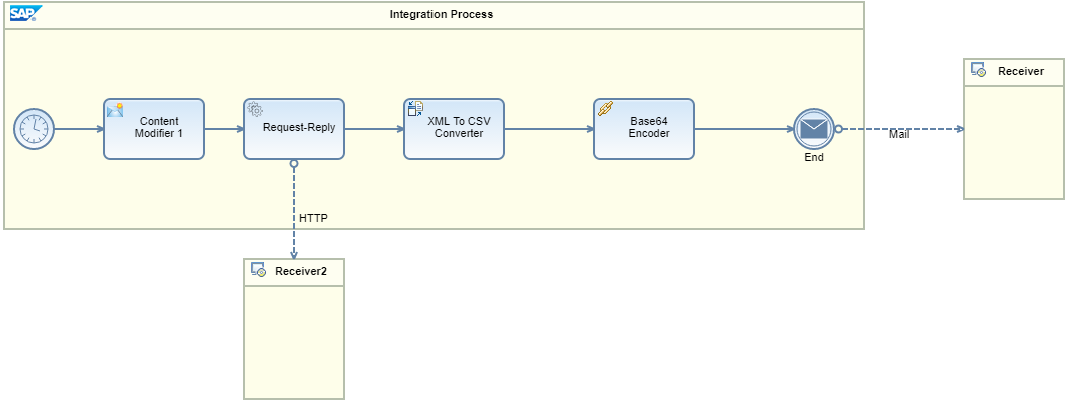 SAP
Integration Process
Receiver
Content
Modifier 1
Request-Reply
XML To CSV
Converter
Base64
Encoder
Mail
End
HTTP
Receiver2